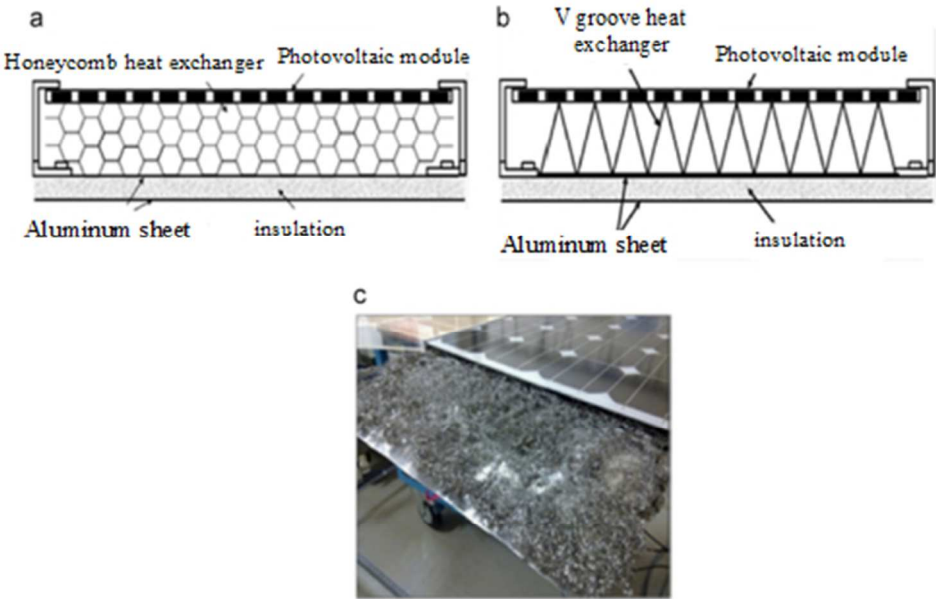 a
Honeycomb heat exchanger
Photovoltaic module
Aluminum sheet
insulation
b
V groove heat
exchanger
Photovoltaic module
Aluminum sheet
insulation
c